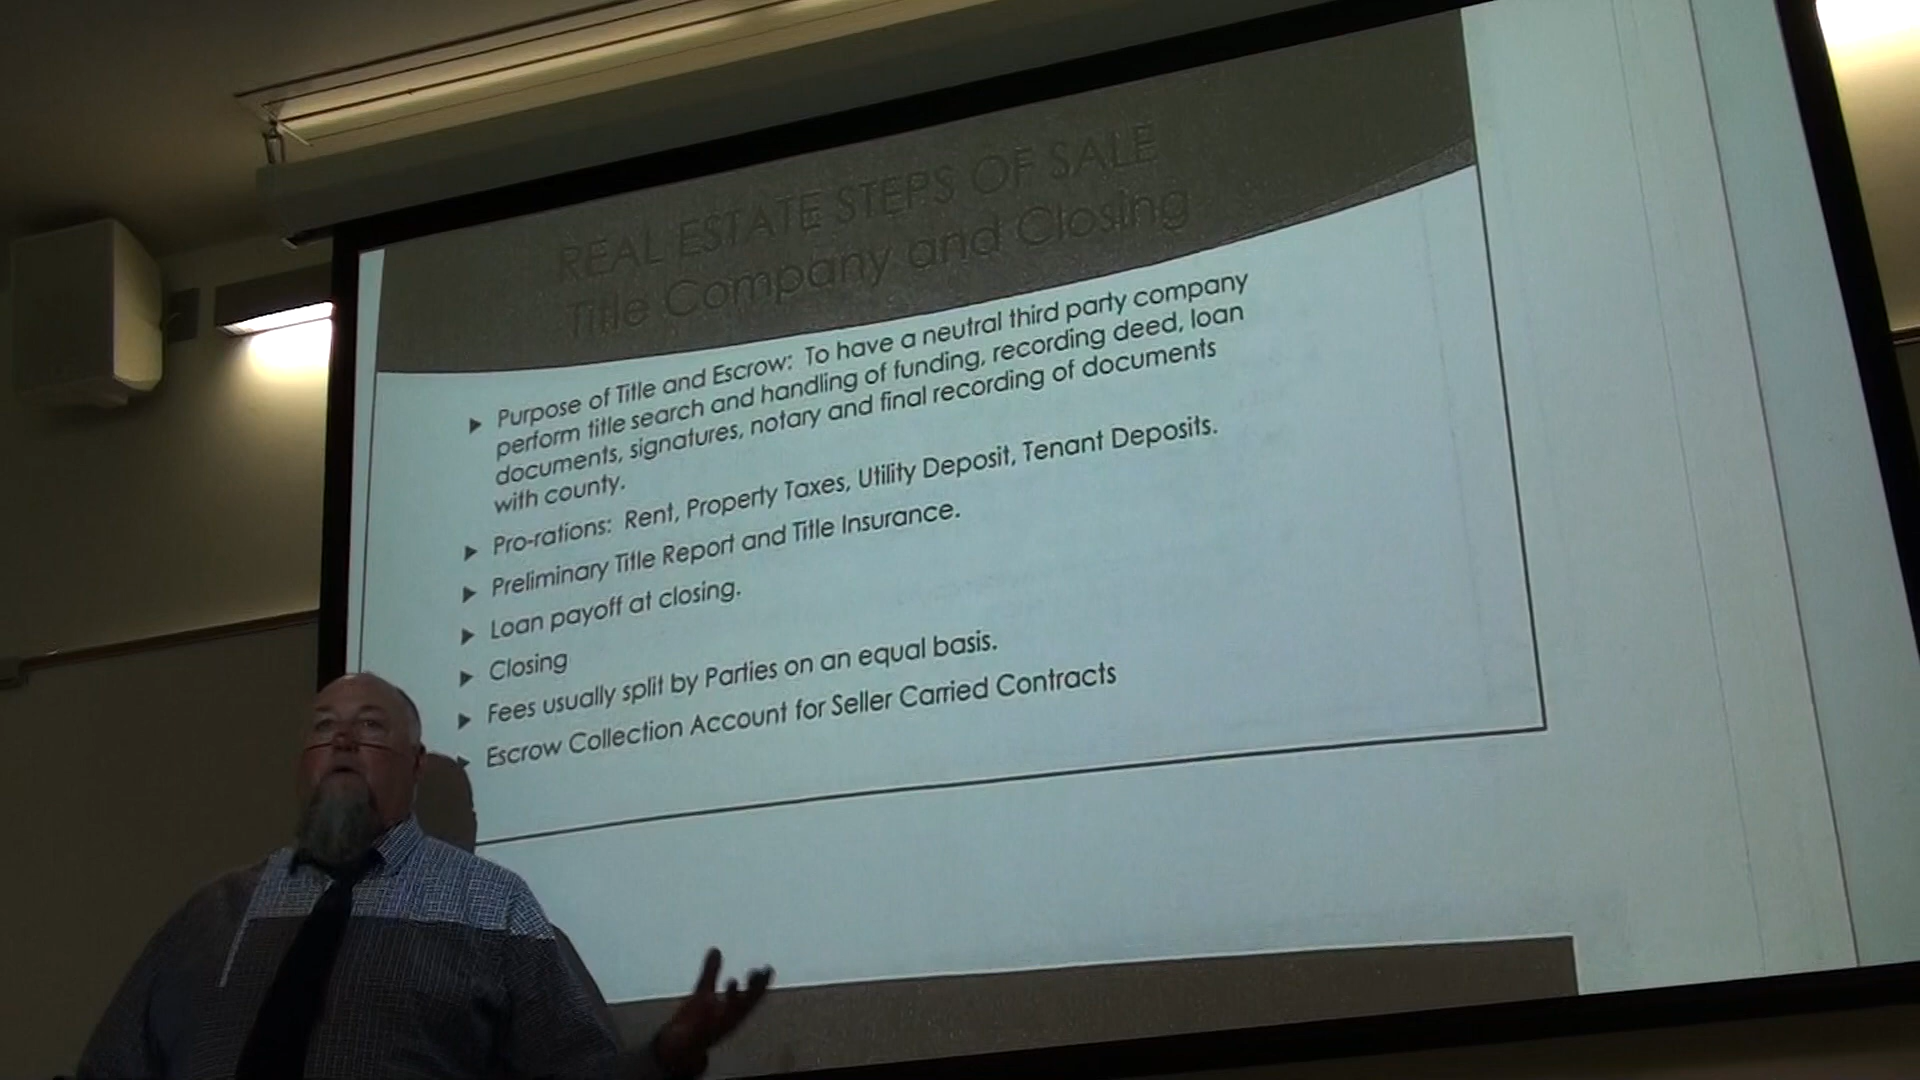 REAL ESTATE STEPS OF SALE
Title Company and Closing
Purpose of Title and Escrow: To have a neutral third party company
perform title search and handling of funding, recording deed, loan
documents, signatures, notary and final recording of documents
with county.
Pro-rations: Rent, Property Taxes, Utility Deposit, Tenant Deposits.
Preliminary Title Report and Title Insurance.
Loan payoff at closing.
Closing
Fees usually split by Parties on an equal basis.
Escrow Collection Account for Seller Carried Contracts